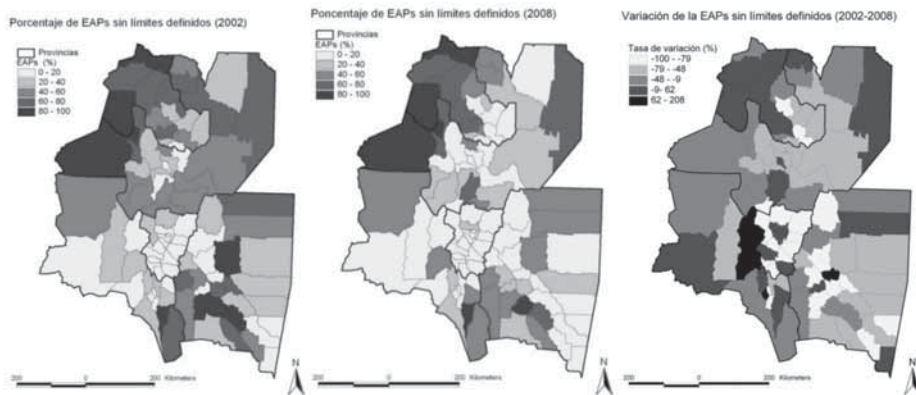 Porcentaje de EAPs sin límites definidos (2002)
Provincias
EAPs (%)
0 - 20
20 - 40
40 - 60
60 - 80
80 - 100
200 0 200 Kilometers
N
Poncentaje de EAPs sin límites definidos (2008)
Provincias
EAPs (%)
0 - 20
20 - 40
40 - 60
60 - 80
80 - 100
200 0 200 Kilometers
N
Variación de la EAPs sin límites definidos (2002-2008)
Tasa de variación (%)
-100 - -79
-79 - -48
-48 - -9
-9- 62
62 - 208
200 0 200 Kilometers
N